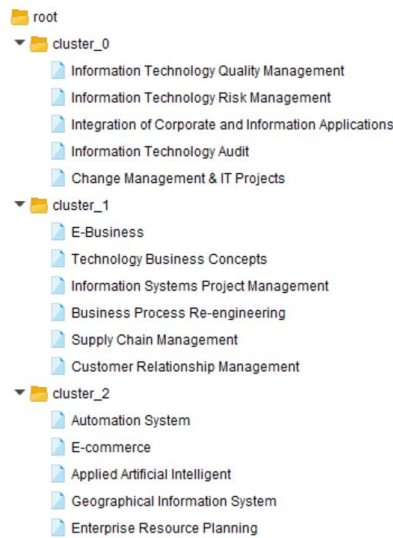 root
cluster_0
Information Technology Quality Management
Information Technology Risk Management
Integration of Corporate and Information Applications
Information Technology Audit
Change Management & IT Projects
cluster_1
E-Business
Technology Business Concepts
Information Systems Project Management
Business Process Re-engineering
Supply Chain Management
Customer Relationship Management
cluster_2
Automation System
E-commerce
Applied Artificial Intelligent
Geographical Information System
Enterprise Resource Planning